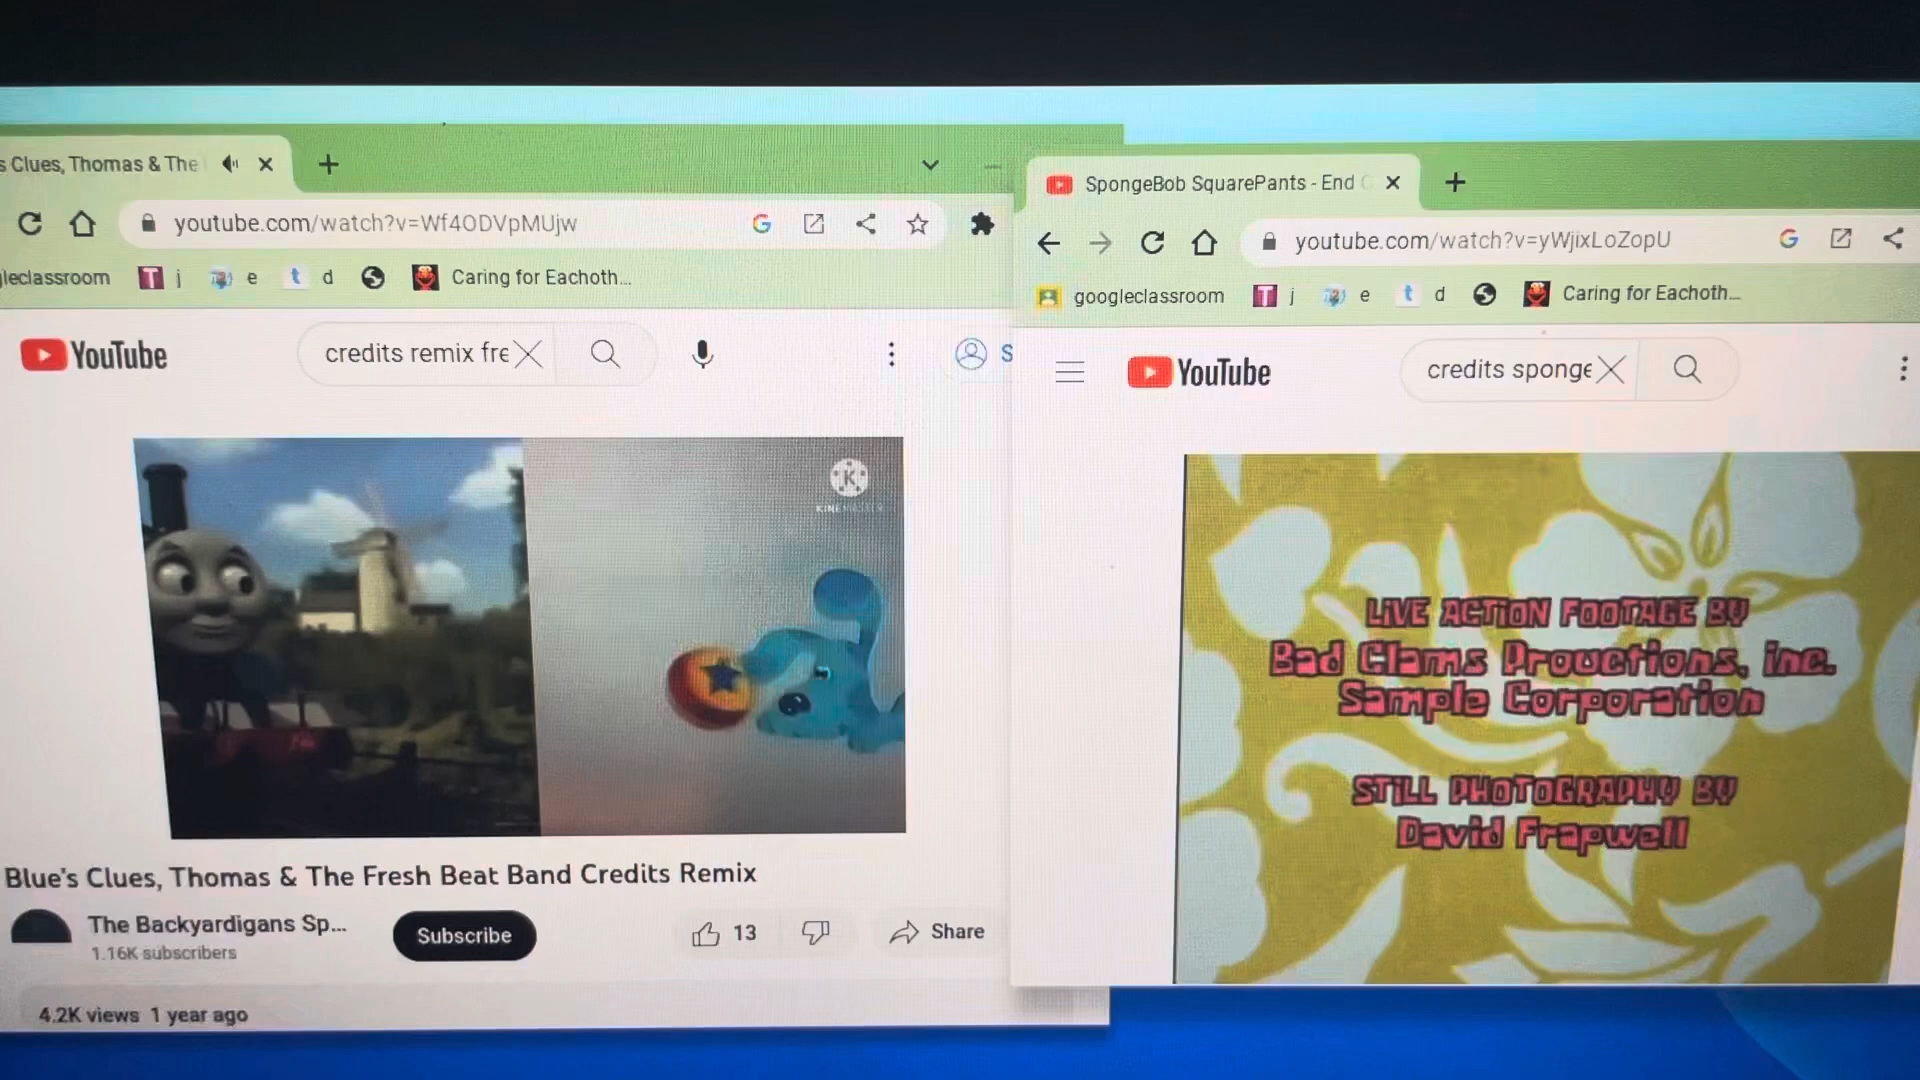 s Clues, Thomas & The
youtube.com/watch?v=Wf4ODVpMUjw
leclassroom
j
e
t
d
Caring for Eachoth...
YouTube
credits remix fre
S
K
KINEMASTER
Blue's Clues, Thomas & The Fresh Beat Band Credits Remix
The Backyardigans Sp...
1.16K subscribers
Subscribe
13
Share
4.2K views 1 year ago
SpongeBob SquarePants - End C
youtube.com/watch?v=yWjixLoZopU
googleclassroom
T
j
e
t
d
Caring for Eachoth...
YouTube
credits sponge
LIVE ACTION FOOTAGE BY
Bad Clams Prouctions, inc.
Sample Corporation
STILL PHOTOGRAPHY BY
David Frapwell